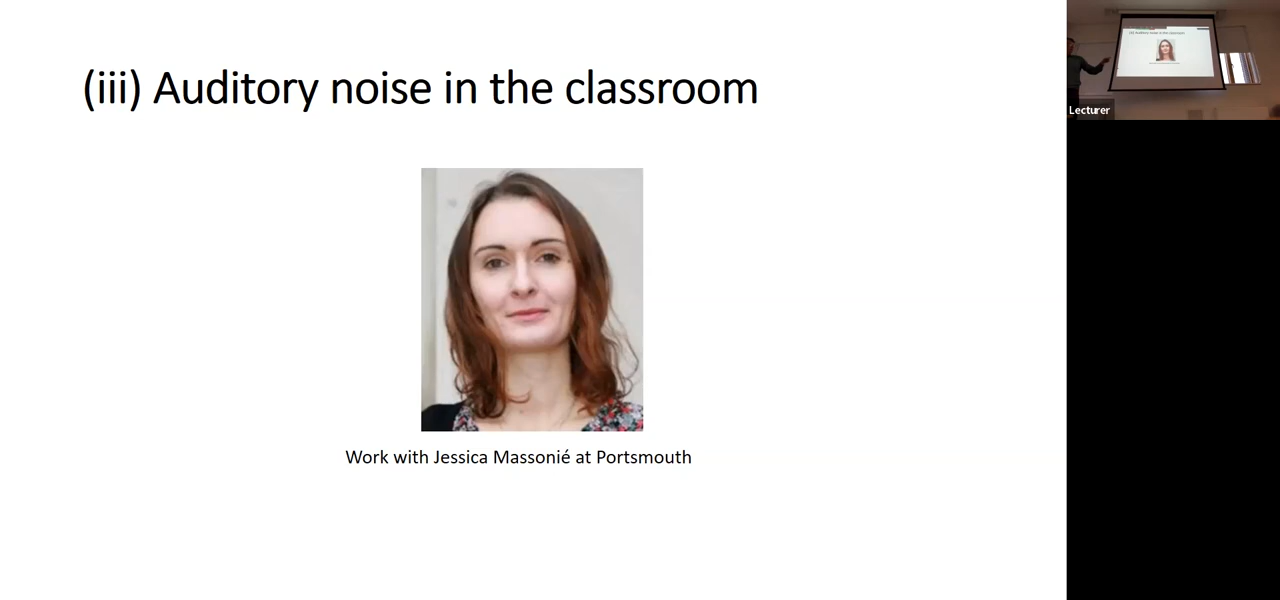 (iii) Auditory noise in the classroom
Work with Jessica Massonié at Portsmouth
Lecturer